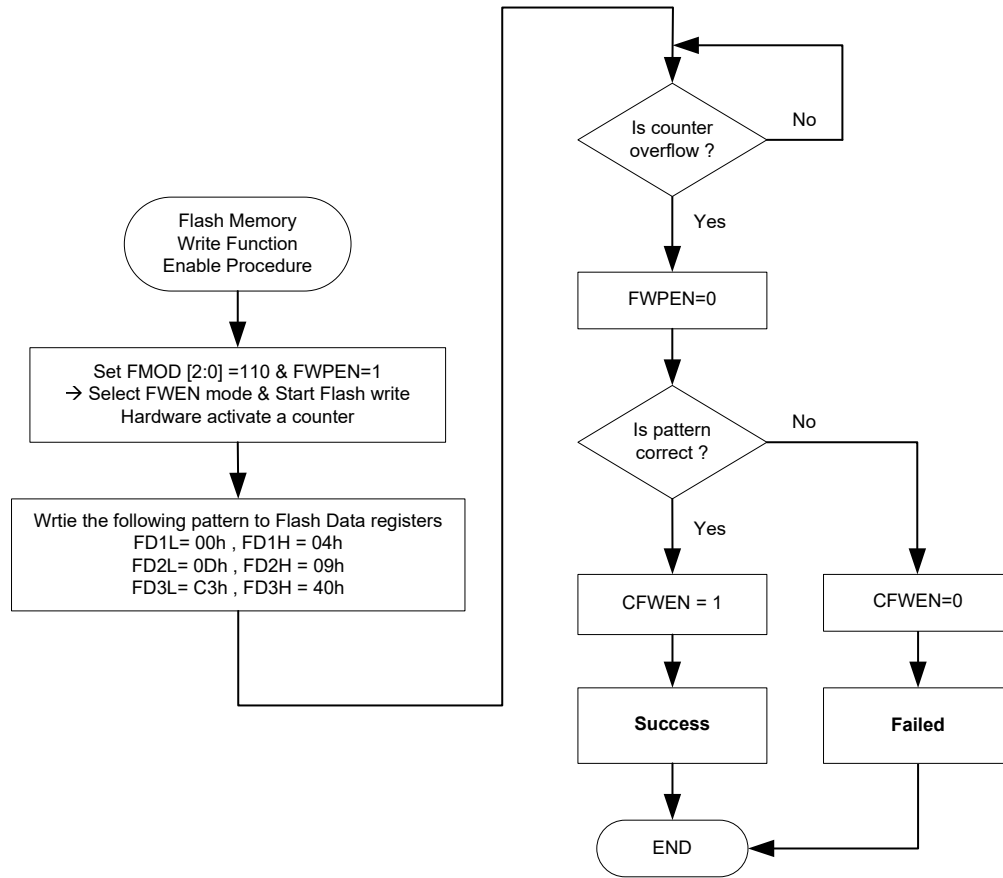 Flash Memory
Write Function
Enable Procedure
Set FMOD [2:0] =110 & FWPEN=1
→ Select FWEN mode & Start Flash write
Hardware activate a counter
Wrtie the following pattern to Flash Data registers
FD1L= 00h , FD1H = 04h
FD2L= 0Dh , FD2H = 09h
FD3L= C3h , FD3H = 40h
Is counter
overflow ?
No
Yes
FWPEN=0
Is pattern
correct ?
No
Yes
CFWEN = 1
CFWEN=0
Success
Failed
END